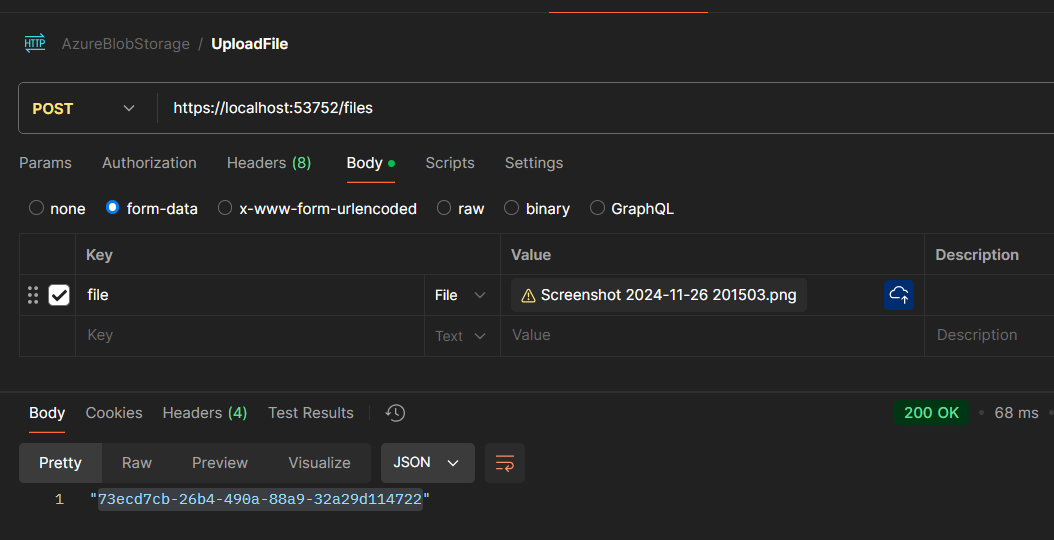 HTTP AzureBlobStorage / UploadFile
POST https://localhost:53752/files
Params Authorization Headers (8) Body Scripts Settings
none form-data x-www-form-urlencoded raw binary GraphQL
Key Value Description
file File Screenshot 2024-11-26 201503.png
Key Text Value Description
Body Cookies Headers (4) Test Results 200 OK 68 ms
Pretty Raw Preview Visualize JSON
1 "73ecd7cb-26b4-490a-88a9-32a29d114722"